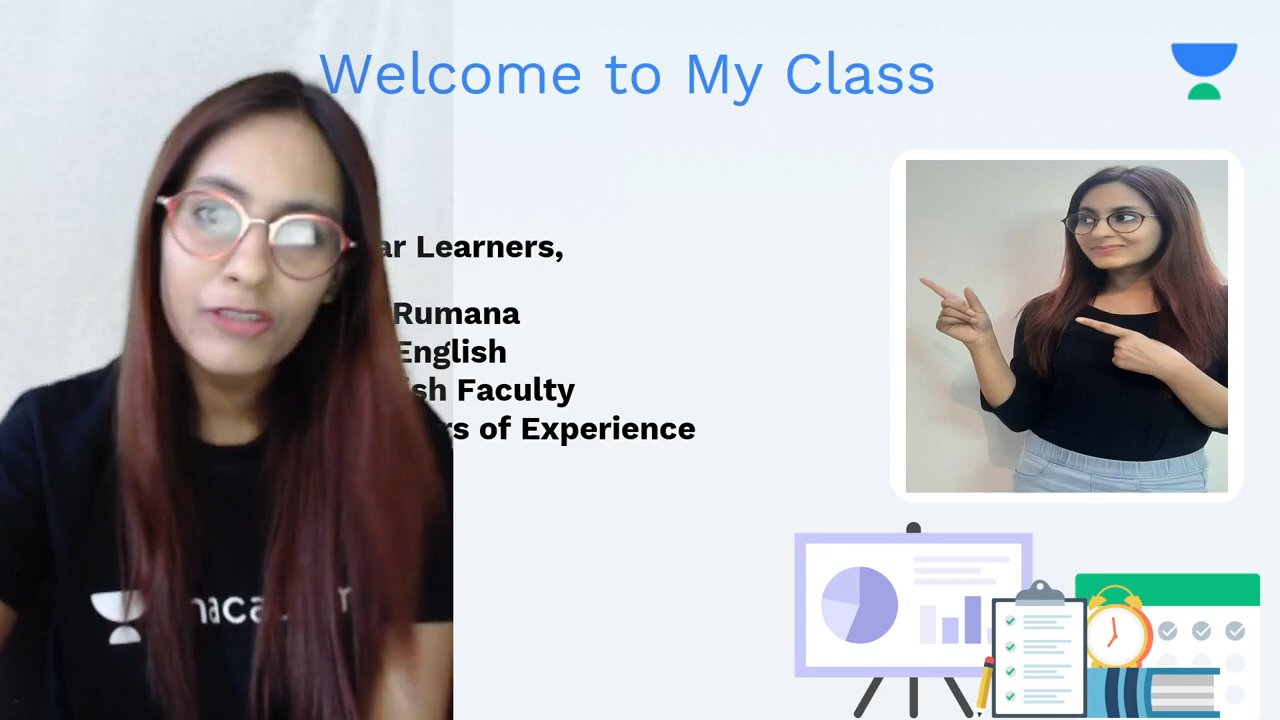 Welcome to My Class
ar Learners,
Rumana
English
sh Faculty
rs of Experience